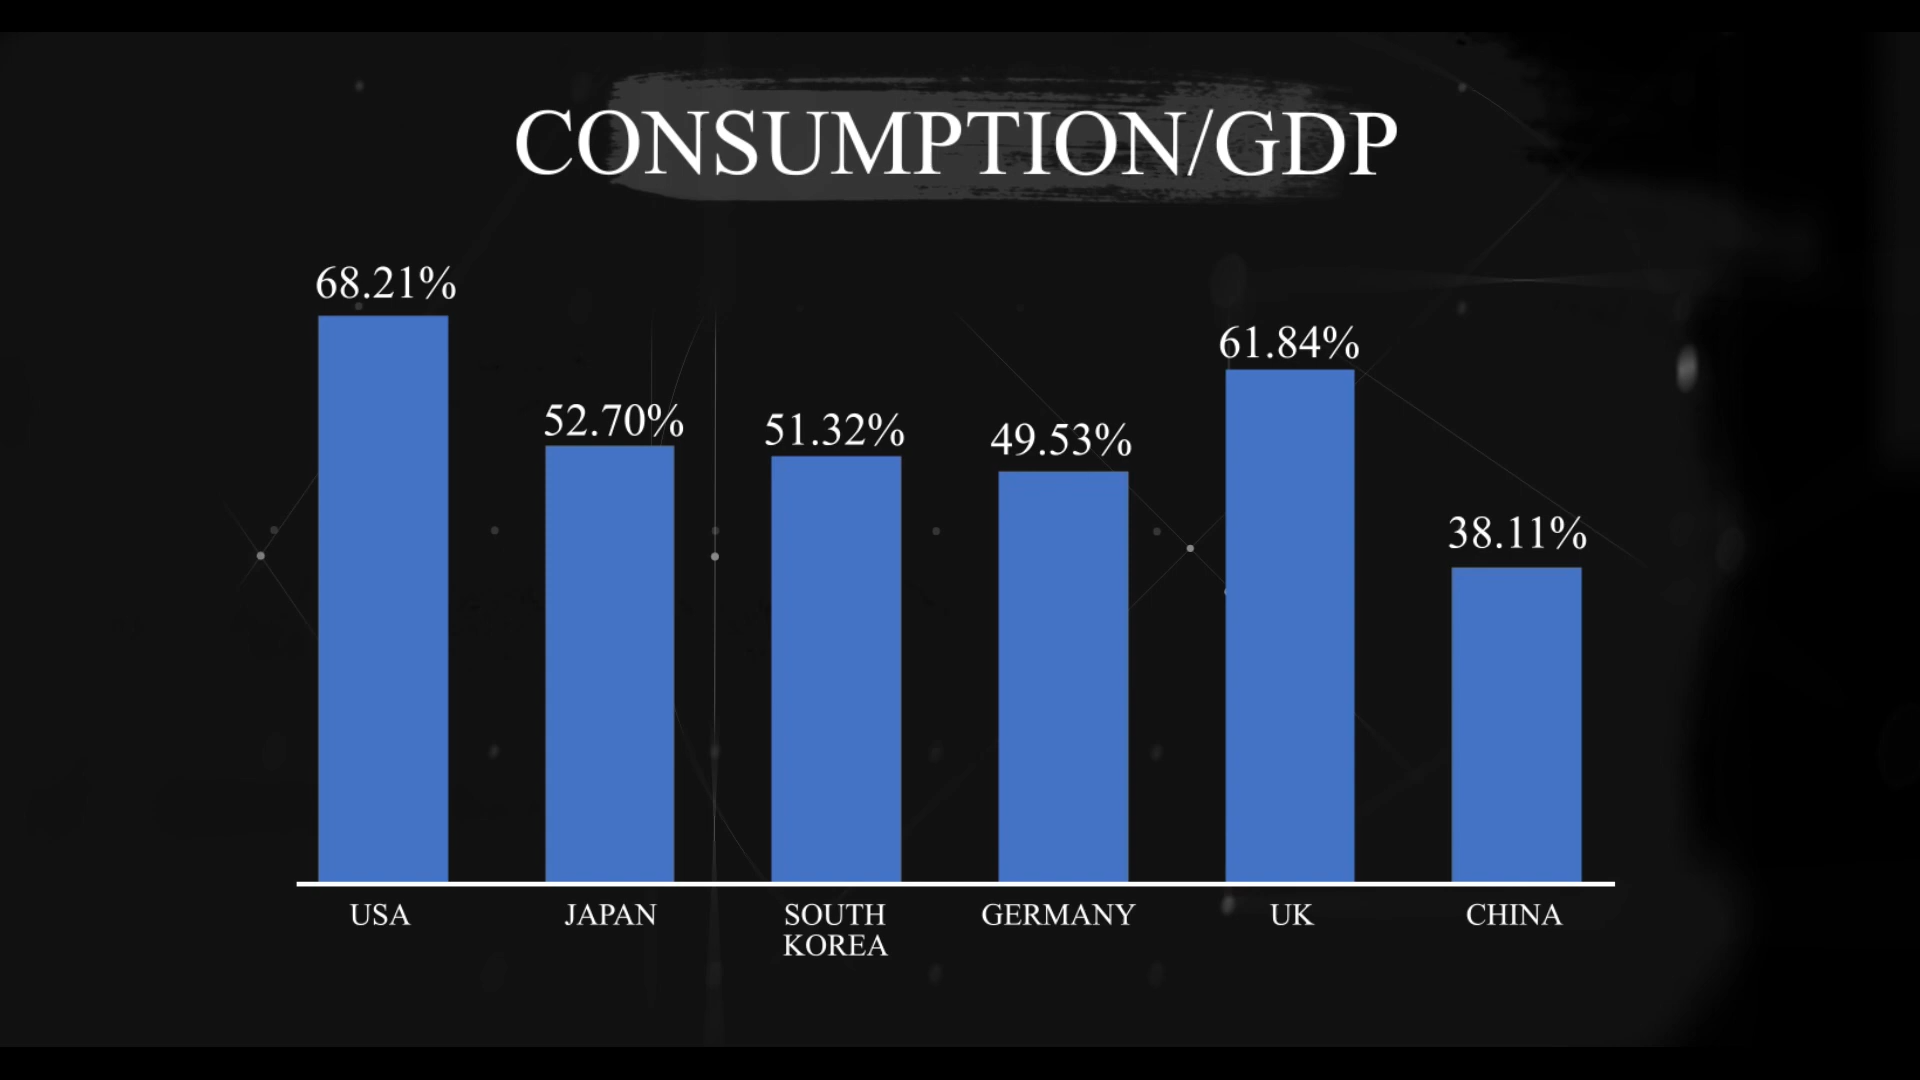 CONSUMPTION/GDP
68.21%
52.70%
51.32%
49.53%
61.84%
38.11%
USA
JAPAN
SOUTH
KOREA
GERMANY
UK
CHINA